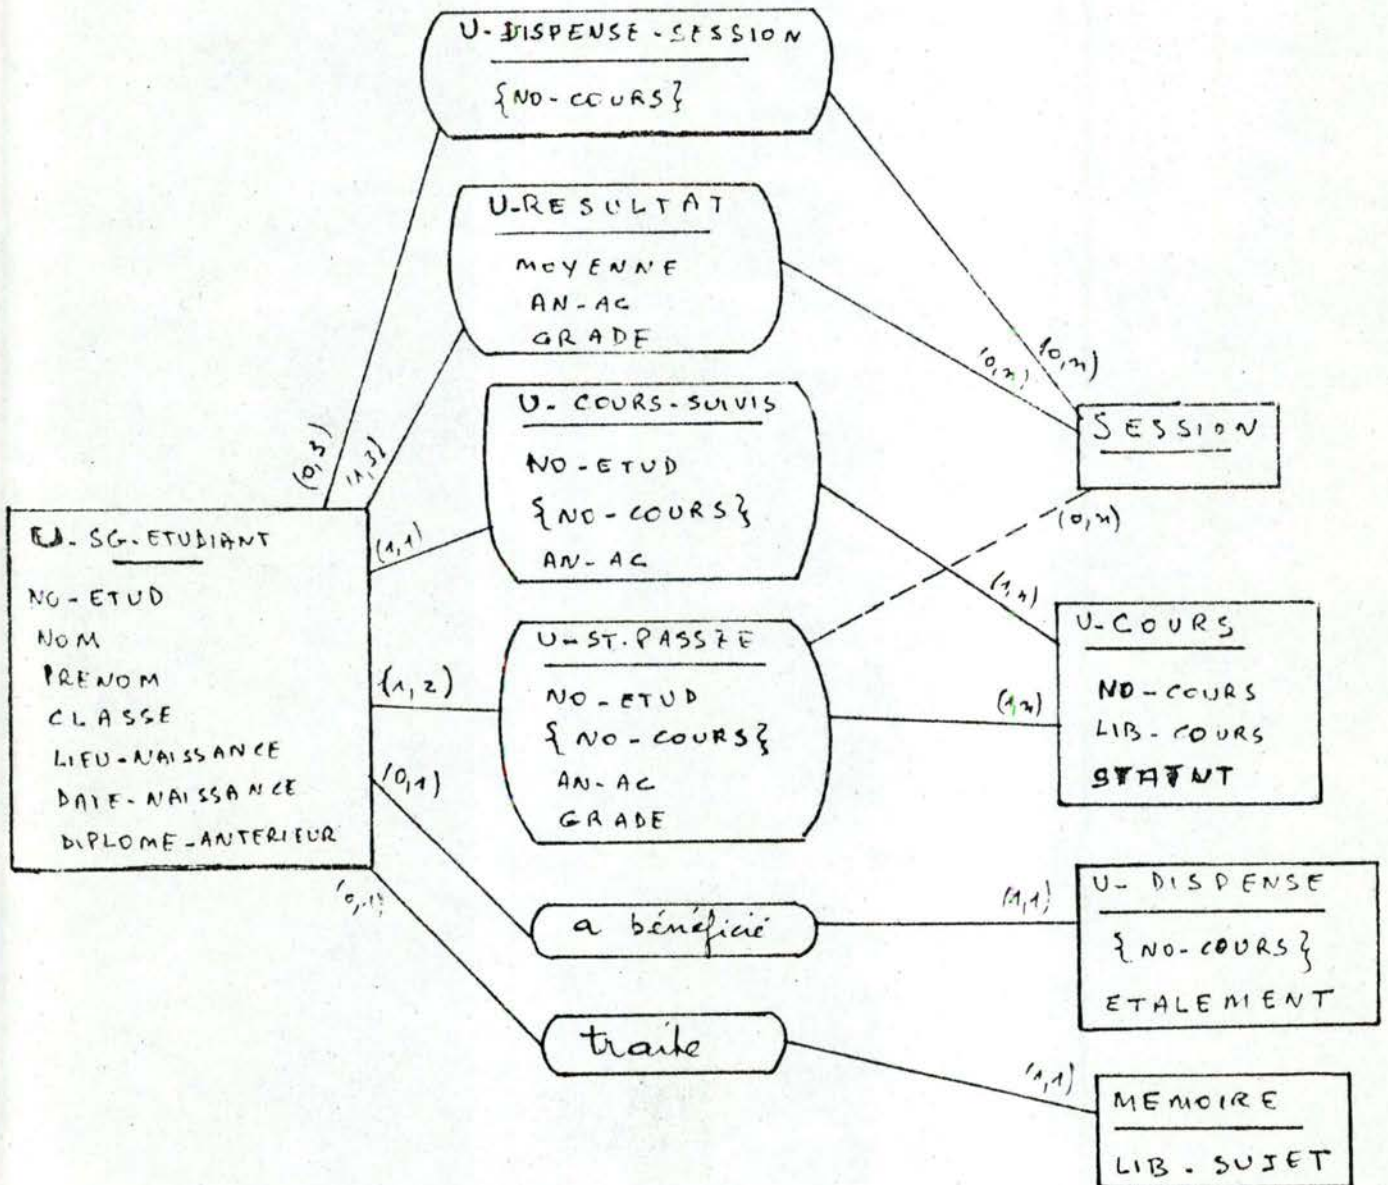 U-DISPENSE-SESSION
{NO-COURS}
U-RESULTAT
MOYENNE
AN-AC
GRADE
(0,n)
(0,n)
U-COURS-SUIVIS
NO-ETUD
{NO-COURS}
AN-AC
SESSION
(0,3)
(1,3)
(1,1)
(0,n)
(1,n)
U-SG-ETUDIANT
NO-ETUD
NOM
PRENOM
CLASSE
LIEU-NAISSANCE
DATE-NAISSANCE
DIPLOME-ANTERIEUR
(1,2)
U-ST.PASSEE
NO-ETUD
{NO-COURS}
AN-AC
GRADE
(1,n)
U-COURS
NO-COURS
LIB-COURS
STATUT
(0,1)
(0,1)
a bénéficié
(1,1)
U-DISPENSE
{NO-COURS}
ETALEMENT
traite
(1,1)
MEMOIRE
LIB.SUJET